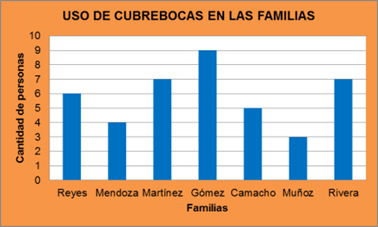 USO DE CUBREBOCAS EN LAS FAMILIAS
Cantidad de personas
10
9
8
7
6
5
4
3
2
1
0
Reyes Mendoza Martínez Gómez Camacho Muñoz Rivera
Familias